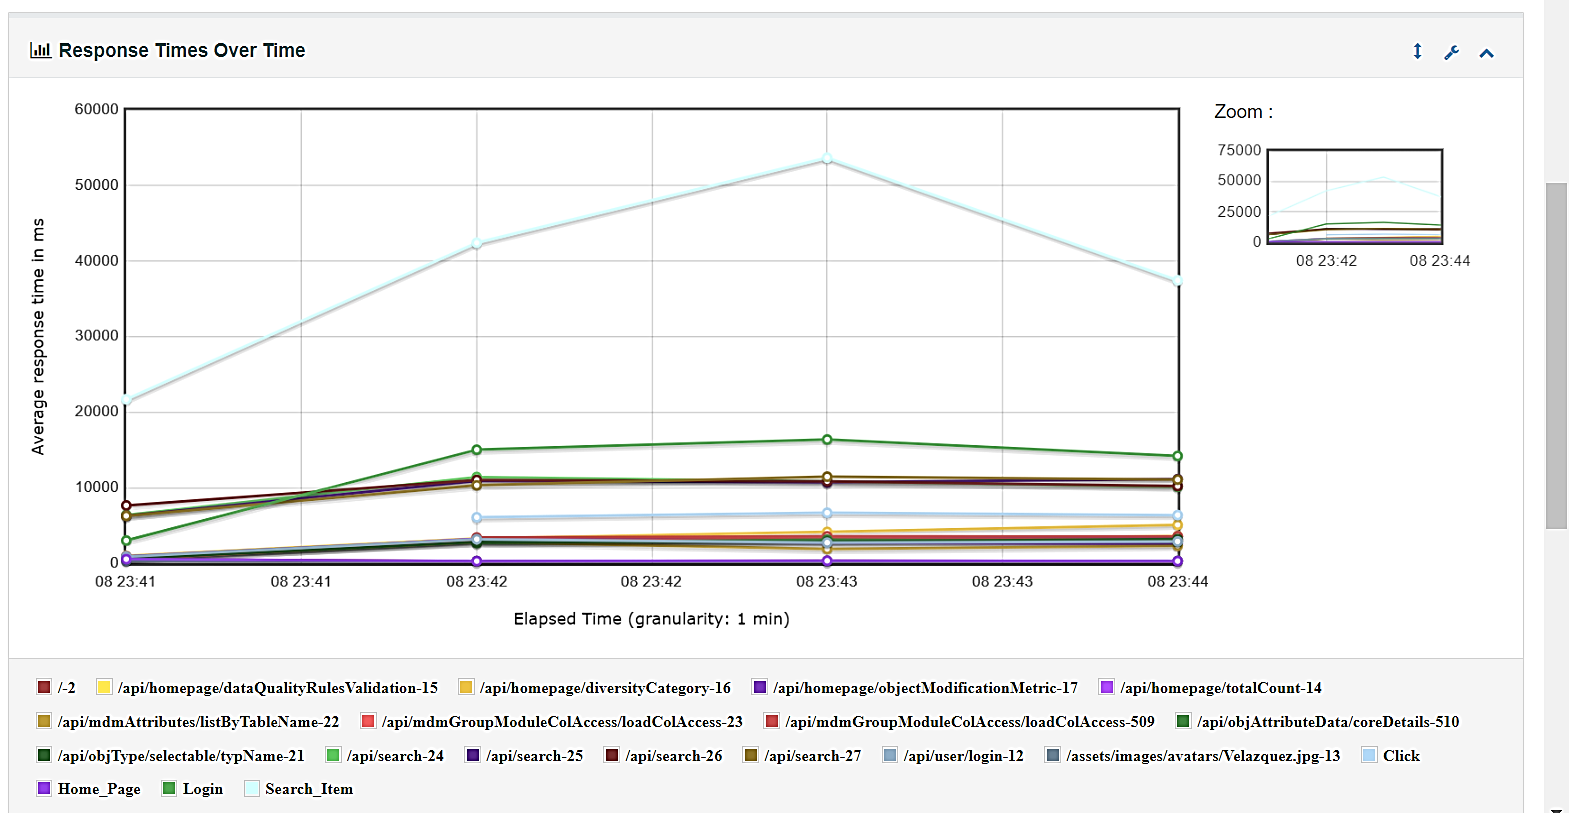 Response Times Over Time
60000
50000
40000
30000
20000
10000
0
Average response time in ms
08 23:41 08 23:41 08 23:42 08 23:42 08 23:43 08 23:43 08 23:44
Elapsed Time (granularity: 1 min)
Zoom :
75000
50000
25000
0
08 23:42 08 23:44
/-2 /api/homepage/dataQualityRulesValidation-15 /api/homepage/diversityCategory-16 /api/homepage/objectModificationMetric-17 /api/homepage/totalCount-14
/api/mdmAttributes/listByTableName-22 /api/mdmGroupModuleColAccess/loadColAccess-23 /api/mdmGroupModuleColAccess/loadColAccess-509 /api/objAttributeData/coreDetails-510
/api/objType/selectable/typName-21 /api/search-24 /api/search-25 /api/search-26 /api/search-27 /api/user/login-12 /assets/images/avatars/Velazquez.jpg-13 Click
Home_Page Login Search_Item